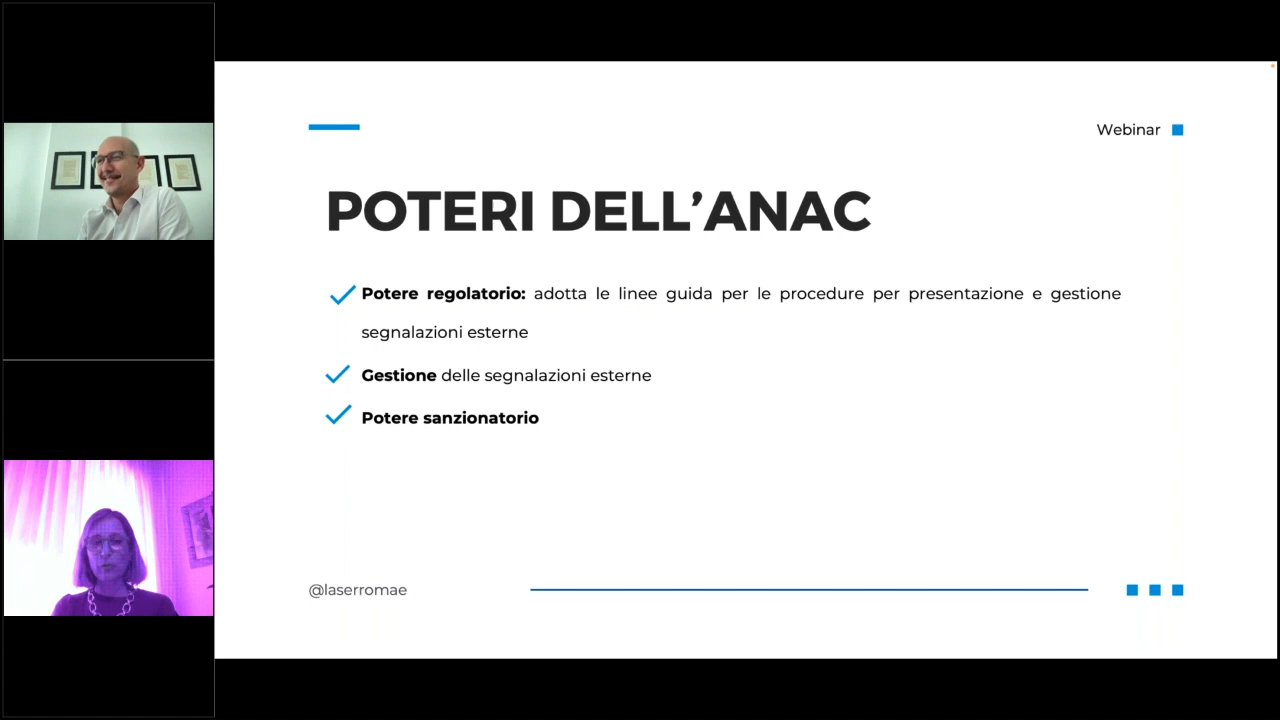 Webinar
POTERI DELL’ANAC
Potere regolatorio: adotta le linee guida per le procedure per presentazione e gestione
segnalazioni esterne
Gestione delle segnalazioni esterne
Potere sanzionatorio
@laserromae